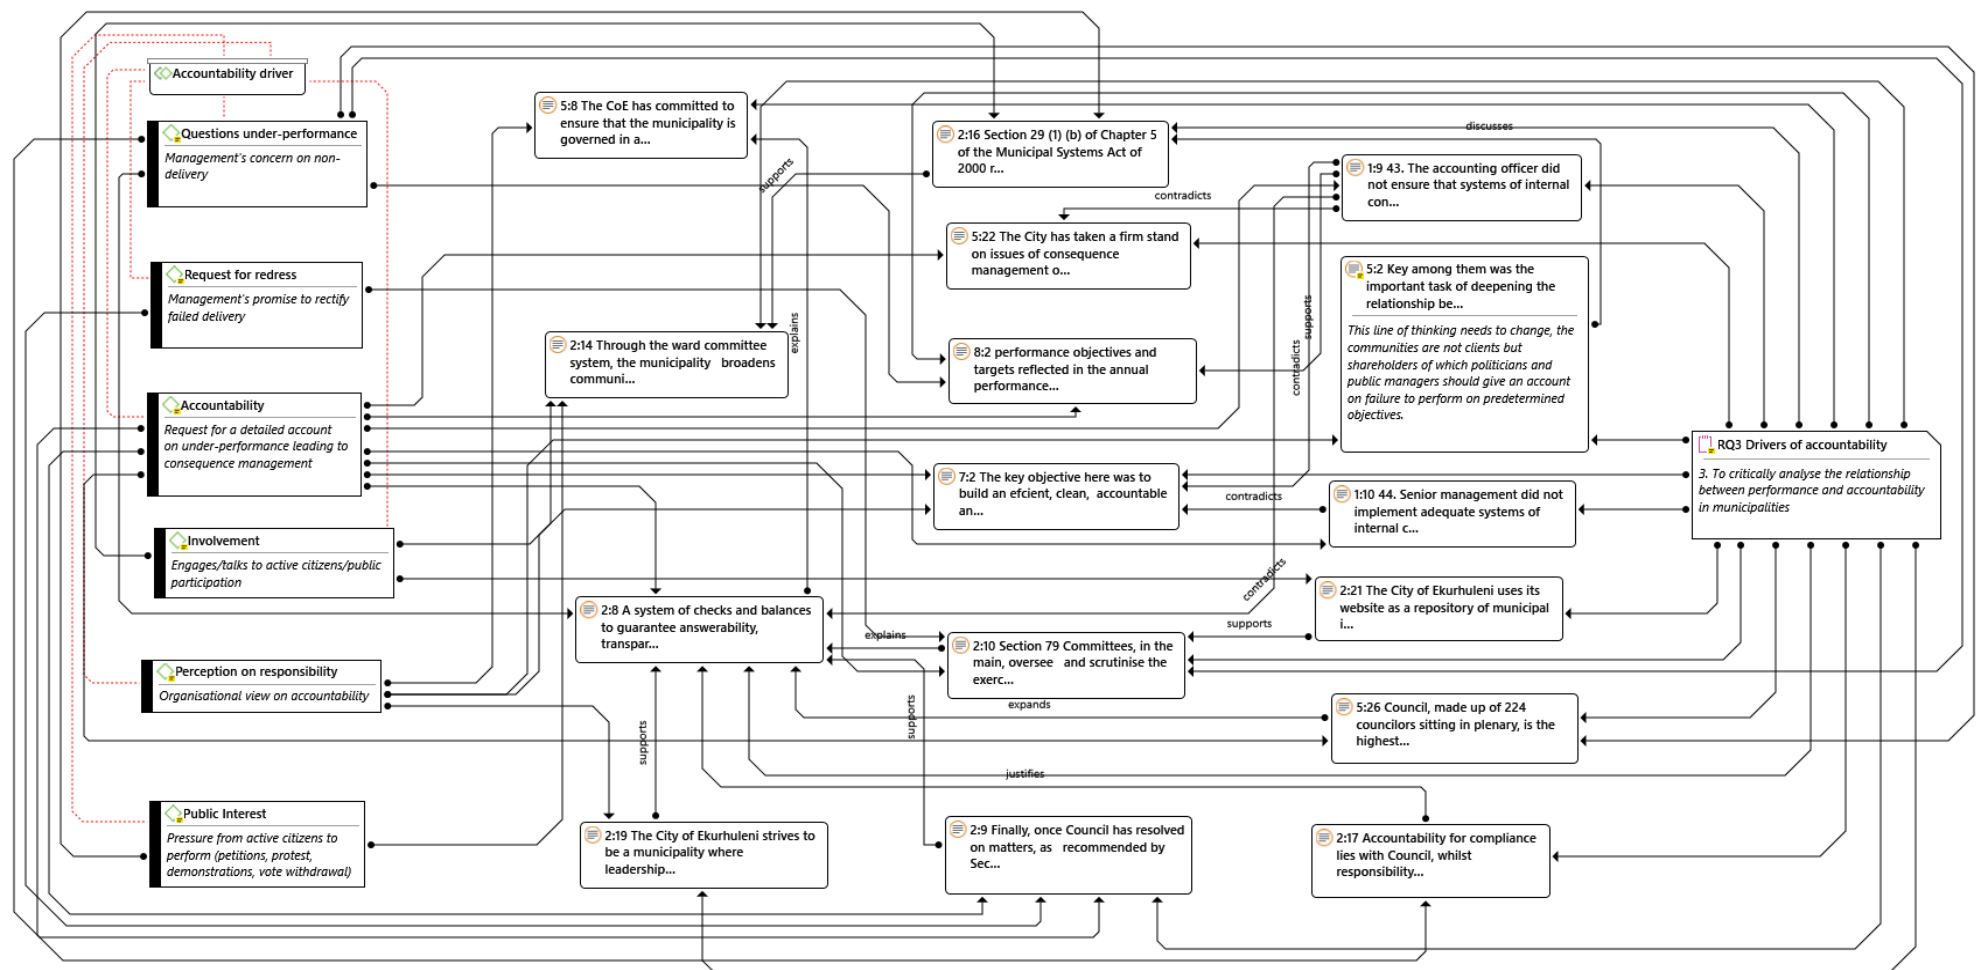 Accountability driver
Questions under-performance
Management's concern on non-
delivery
Request for redress
Management's promise to rectify
failed delivery
Accountability
Request for a detailed account
on under-performance leading to
consequence management
Involvement
Engages/talks to active citizens/public
participation
Perception on responsibility
Organisational view on accountability
Public Interest
Pressure from active citizens to
perform (petitions, protest,
demonstrations, vote withdrawal)
5:8 The CoE has committed to
ensure that the municipality is
governed in a...
supports
explains
2:14 Through the ward committee
system, the municipality broadens
communi...
2:8 A system of checks and balances
to guarantee answerability,
transpar...
explains
supports
supports
2:19 The City of Ekurhuleni strives to
be a municipality where
leadership...
2:16 Section 29 (1) (b) of Chapter 5
of the Municipal Systems Act of
2000 r...
discusses
contradicts
5:22 The City has taken a firm stand
on issues of consequence
management o...
8:2 performance objectives and
targets reflected in the annual
performance...
7:2 The key objective here was to
build an efcient, clean, accountable
an...
contradicts
2:10 Section 79 Committees, in the
main, oversee and scrutinise the
exerc...
expands
justifies
2:9 Finally, once Council has resolved
on matters, as recommended by
Sec...
1:9 43. The accounting officer did
not ensure that systems of internal
con...
supports
contradicts
5:2 Key among them was the
important task of deepening the
relationship be...
This line of thinking needs to change, the
communities are not clients but
shareholders of which politicians and
public managers should give an account
on failure to perform on predetermined
objectives.
1:10 44. Senior management did not
implement adequate systems of
internal c...
contradicts
2:21 The City of Ekurhuleni uses its
website as a repository of municipal
i...
supports
5:26 Council, made up of 224
councilors sitting in plenary, is the
highest...
2:17 Accountability for compliance
lies with Council, whilst
responsibility...
RQ3 Drivers of accountability
3. To critically analyse the relationship
between performance and accountability
in municipalities